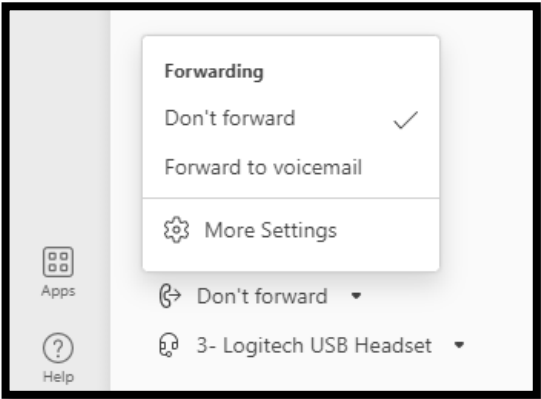 Forwarding
Don't forward
Forward to voicemail
More Settings
Apps
Don't forward
3- Logitech USB Headset
Help